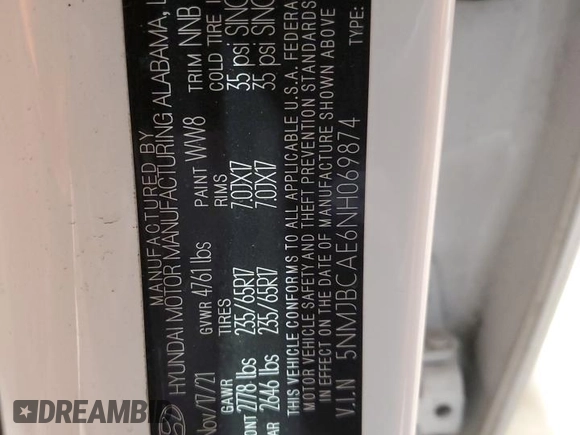 MANUFACTURED BY
HYUNDAI MOTOR MANUFACTURING ALABAMA,
Nov/17/21 GVWR 4761 lbs PAINT WW8 TRIM NNB
GAWR TIRES RIMS COLD TIRE
2778 lbs 235/65R17 7.0JX17 35 psi
2646 lbs 235/65R17 7.0JX17 35 psi
THIS VEHICLE CONFORMS TO ALL APPLICABLE U.S.A. FEDERA
MOTOR VEHICLE SAFETY AND THEFT PREVENTION STANDARDS
IN EFFECT ON THE DATE OF MANUFACTURE SHOWN ABOVE
V.I.N 5NMJBCAE6NH069874
DREAMBID